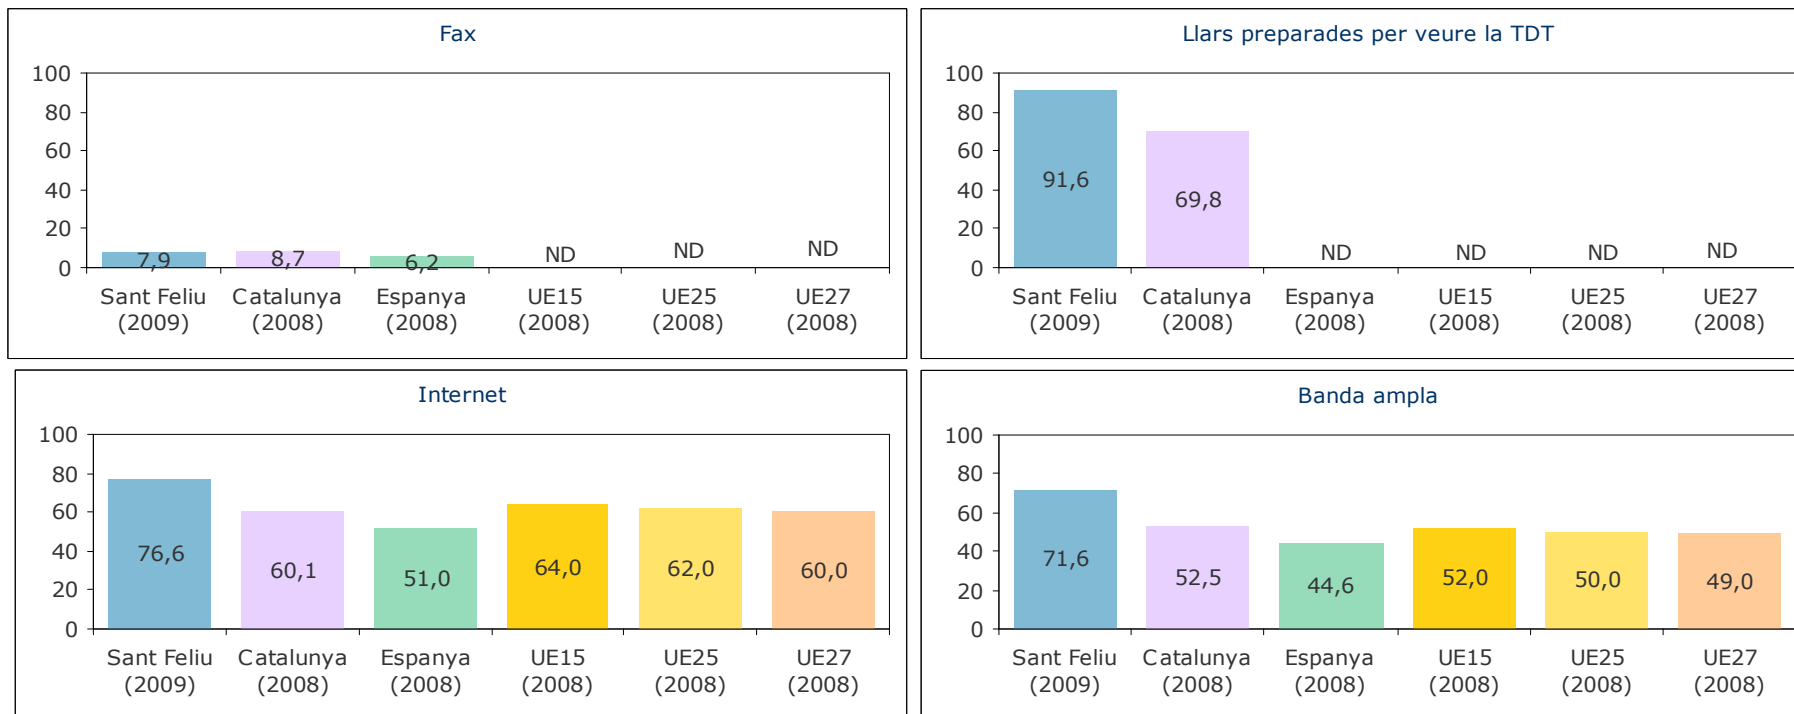 Fax
100
80
60
40
20
0
7,9
8,7
6,2
ND
ND
ND
Sant Feliu (2009)
Catalunya (2008)
Espanya (2008)
UE15 (2008)
UE25 (2008)
UE27 (2008)
Llars preparades per veure la TDT
100
80
60
40
20
0
91,6
69,8
ND
ND
ND
ND
Sant Feliu (2009)
Catalunya (2008)
Espanya (2008)
UE15 (2008)
UE25 (2008)
UE27 (2008)
Internet
100
80
60
40
20
0
76,6
60,1
51,0
64,0
62,0
60,0
Sant Feliu (2009)
Catalunya (2008)
Espanya (2008)
UE15 (2008)
UE25 (2008)
UE27 (2008)
Banda ampla
100
80
60
40
20
0
71,6
52,5
44,6
52,0
50,0
49,0
Sant Feliu (2009)
Catalunya (2008)
Espanya (2008)
UE15 (2008)
UE25 (2008)
UE27 (2008)